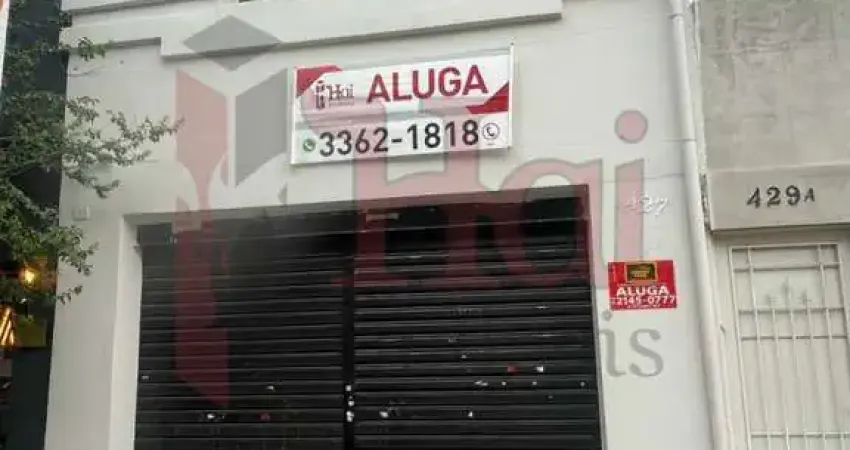 Hai ALUGA
3362-1818
427
429A
ALUGA
2145-0777
Hai